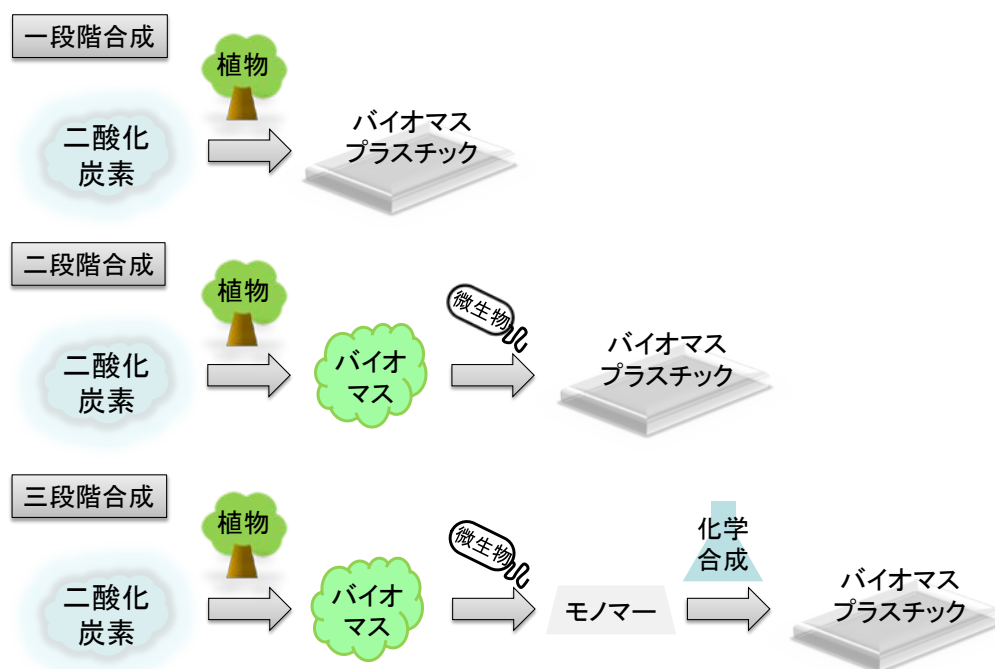 一段階合成
植物
二酸化
炭素
バイオマス
プラスチック
二段階合成
植物
微生物
二酸化
炭素
バイオ
マス
バイオマス
プラスチック
三段階合成
植物
微生物
化学
合成
二酸化
炭素
バイオ
マス
モノマー
バイオマス
プラスチック